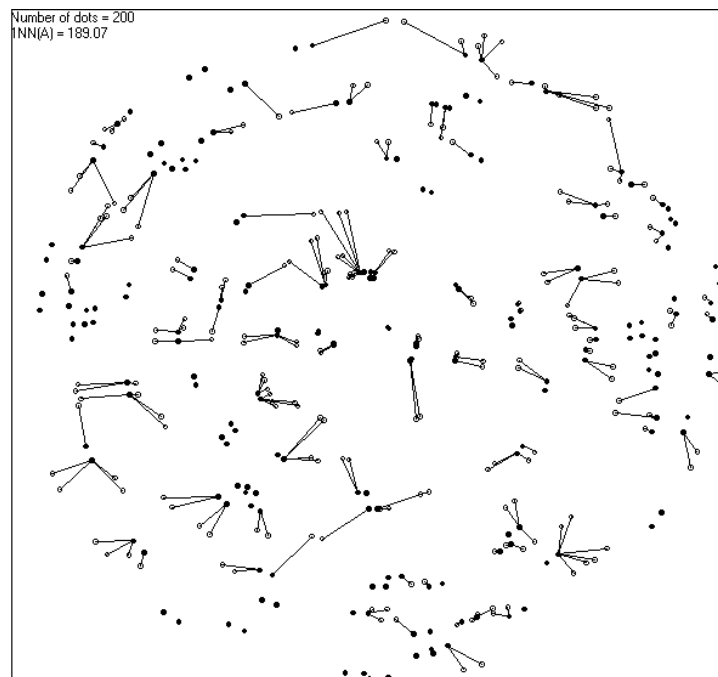 Number of dots = 200
1NN(A) = 189.07